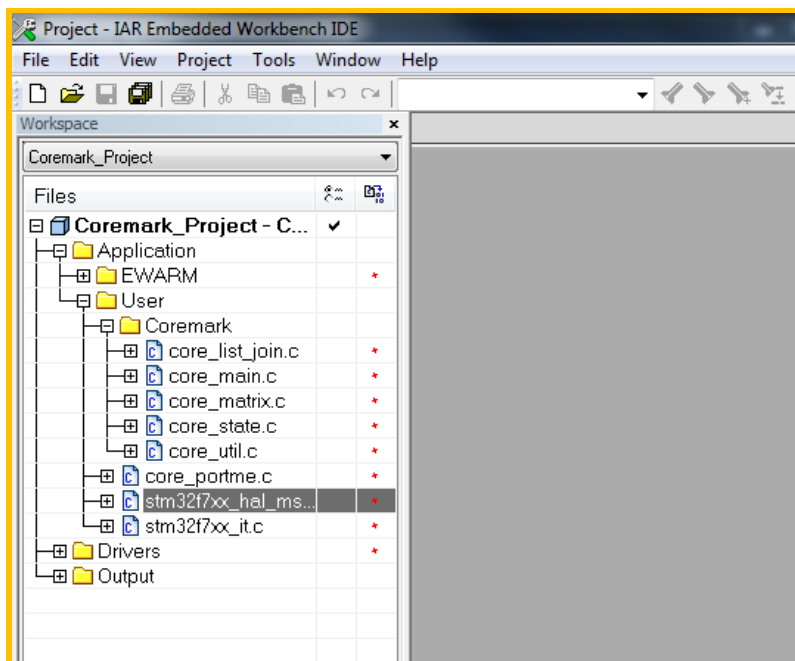 Project - IAR Embedded Workbench IDE
File Edit View Project Tools Window Help
Workspace
Coremark_Project
Files
Coremark_Project - C...
Application
EWARM
User
Coremark
core_list_join.c
core_main.c
core_matrix.c
core_state.c
core_util.c
core_portme.c
stm32f7xx_hal_ms...
stm32f7xx_it.c
Drivers
Output